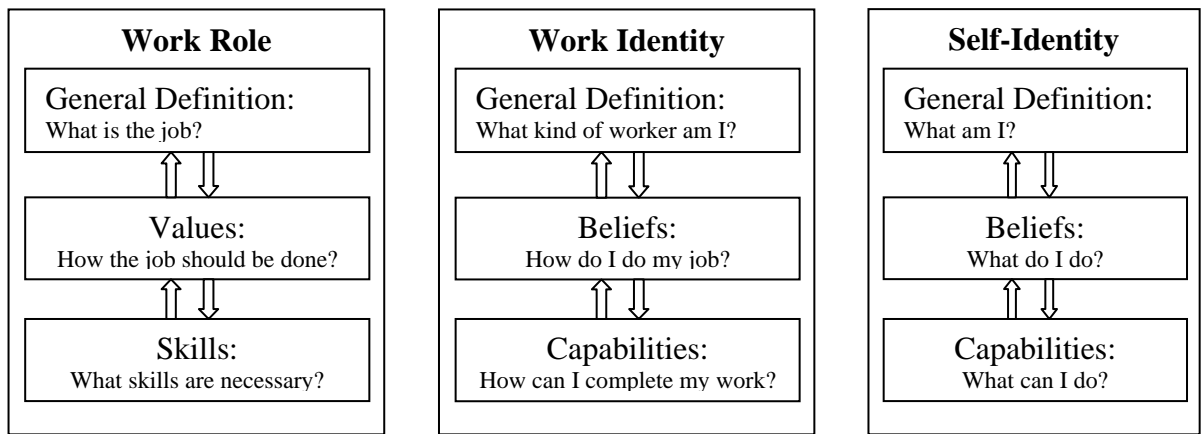 Work Role
General Definition:
What is the job?
Values:
How the job should be done?
Skills:
What skills are necessary?
Work Identity
General Definition:
What kind of worker am I?
Beliefs:
How do I do my job?
Capabilities:
How can I complete my work?
Self-Identity
General Definition:
What am I?
Beliefs:
What do I do?
Capabilities:
What can I do?